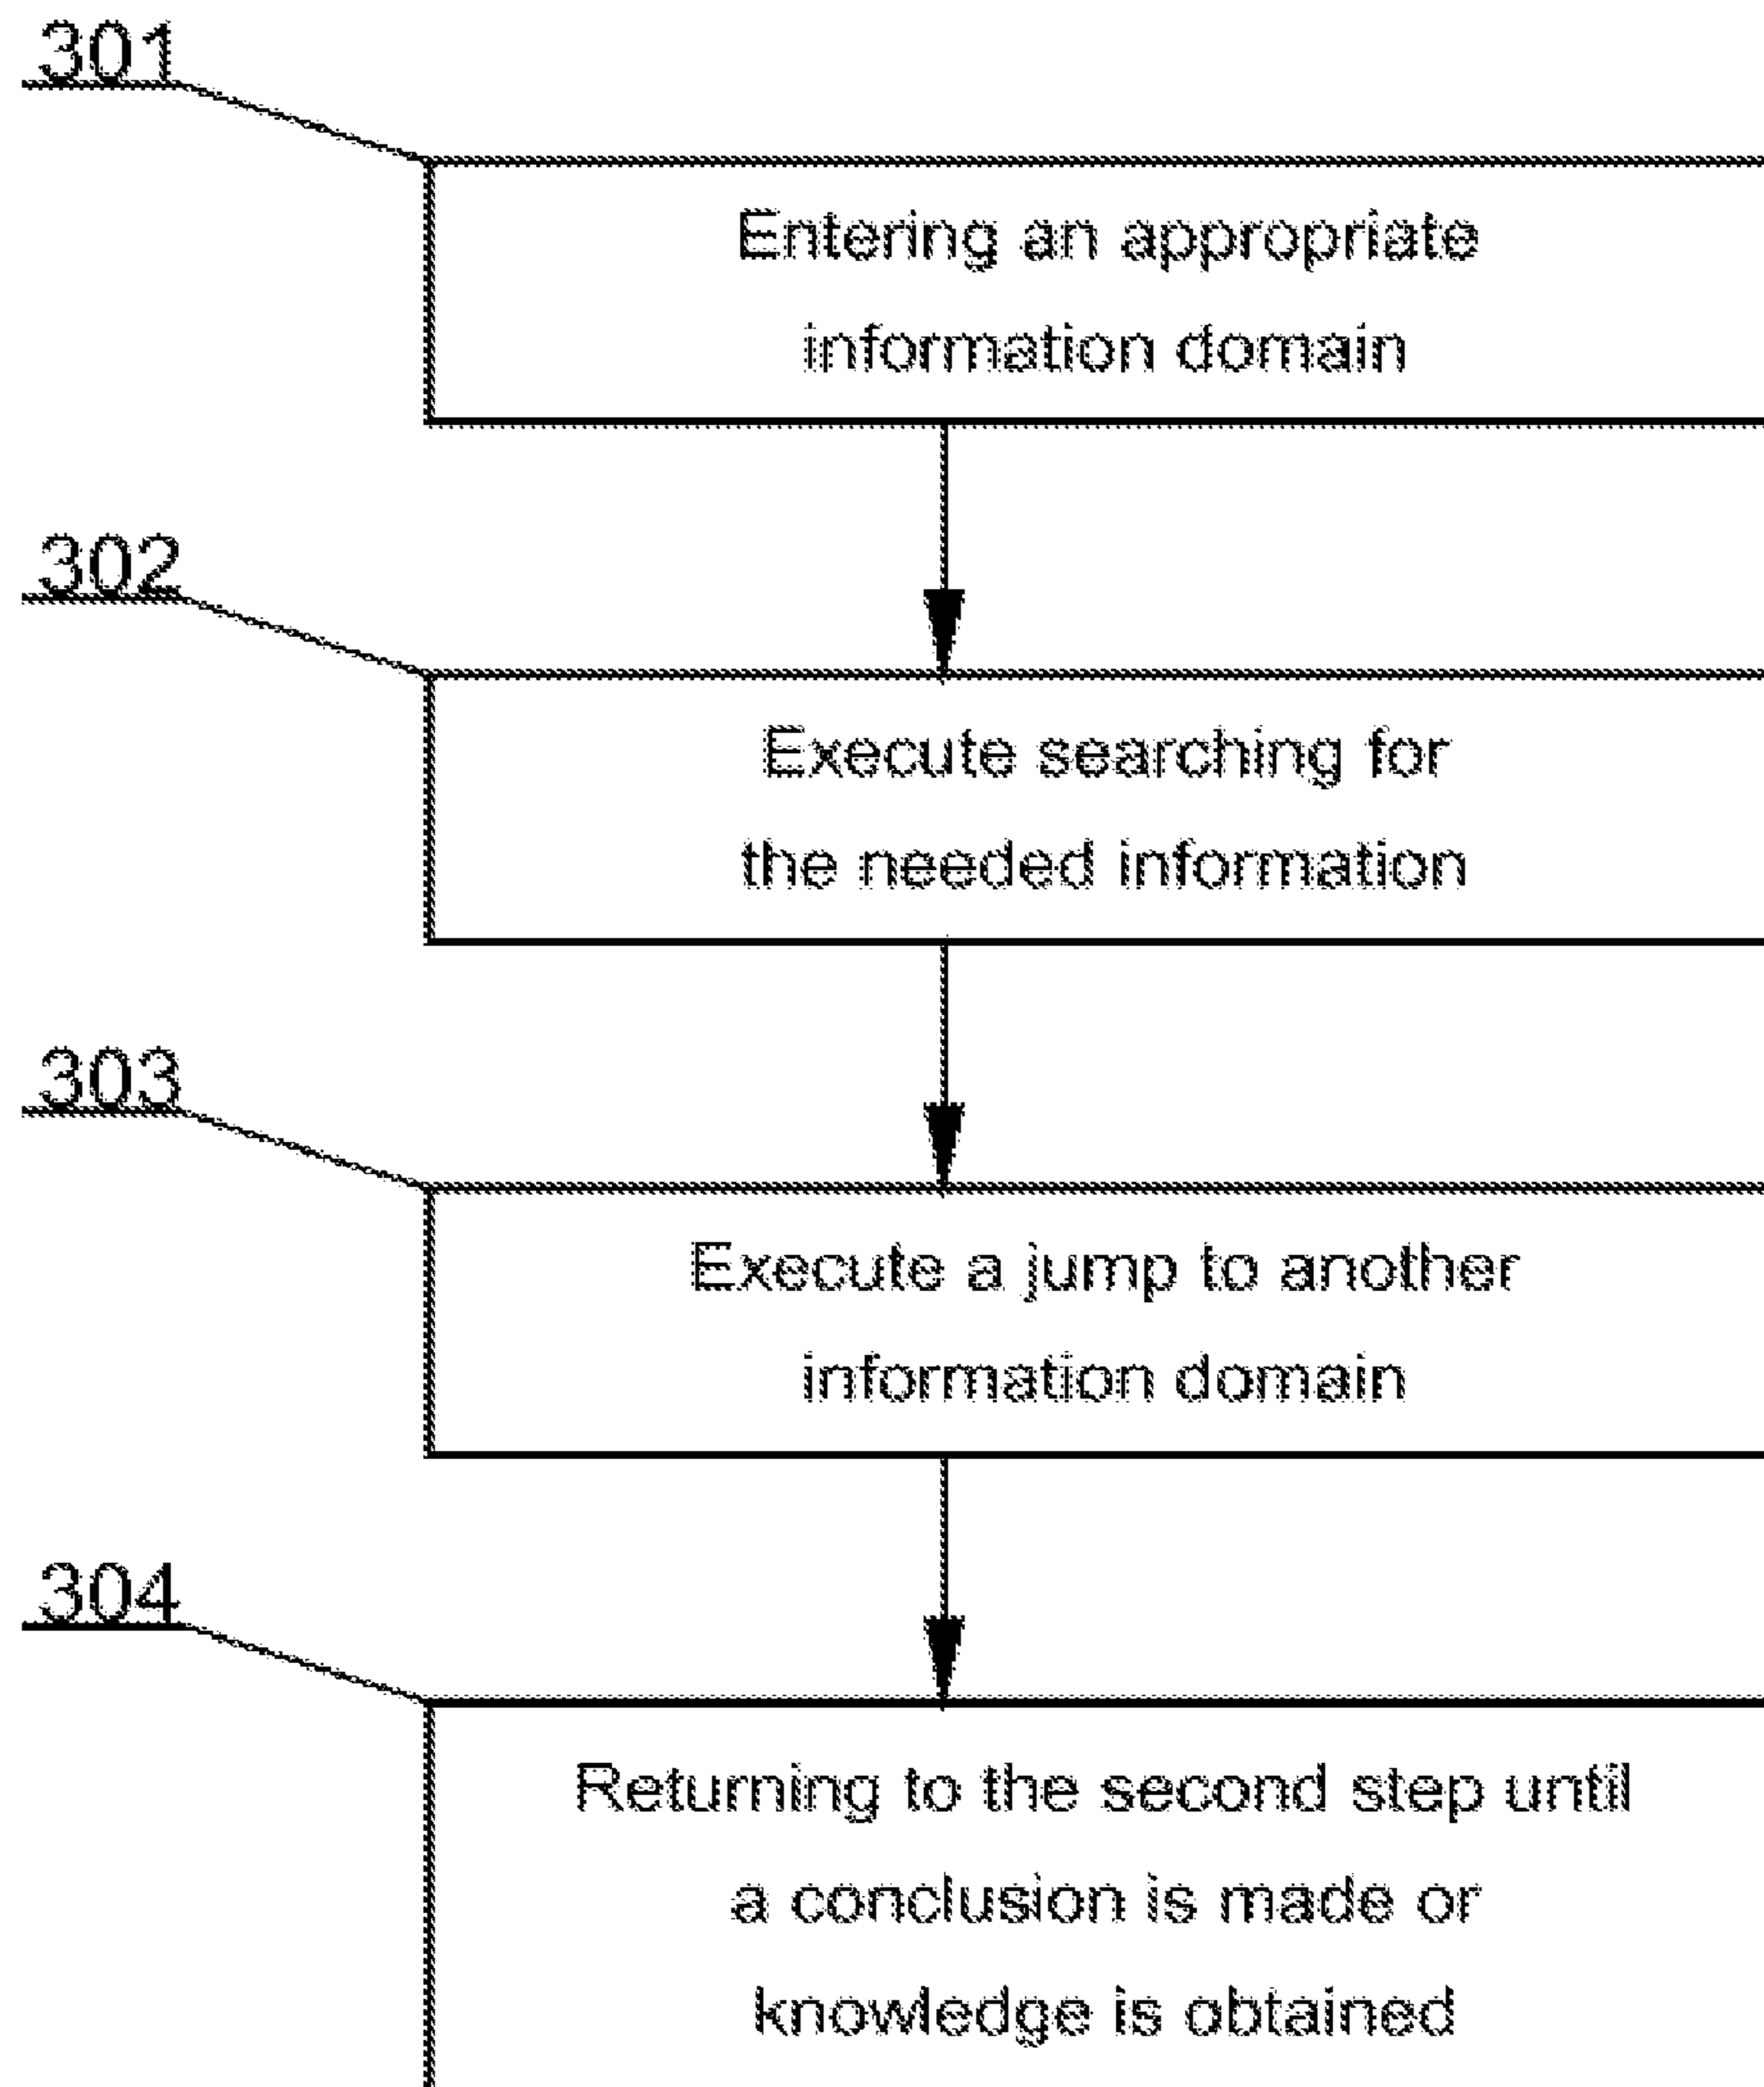 301
Entering an appropriate
information domain
302
Execute searching for
the needed information
303
Execute a jump to another
information domain
304
Returning to the second step until
a conclusion is made or
knowledge is obtained